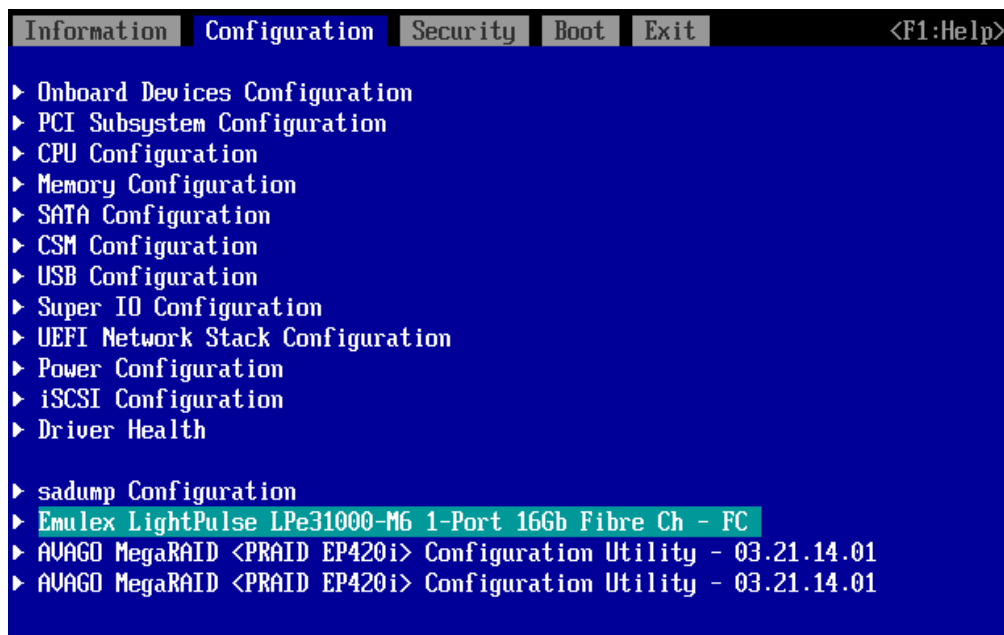 Information Configuration Security Boot Exit <F1:Help>
Onboard Devices Configuration
PCI Subsystem Configuration
CPU Configuration
Memory Configuration
SATA Configuration
CSM Configuration
USB Configuration
Super IO Configuration
UEFI Network Stack Configuration
Power Configuration
iSCSI Configuration
Driver Health
sadump Configuration
Emulex LightPulse LPe31000-M6 1-Port 16Gb Fibre Ch - FC
AVAGO MegaRAID <PRAID EP420i> Configuration Utility - 03.21.14.01
AVAGO MegaRAID <PRAID EP420i> Configuration Utility - 03.21.14.01